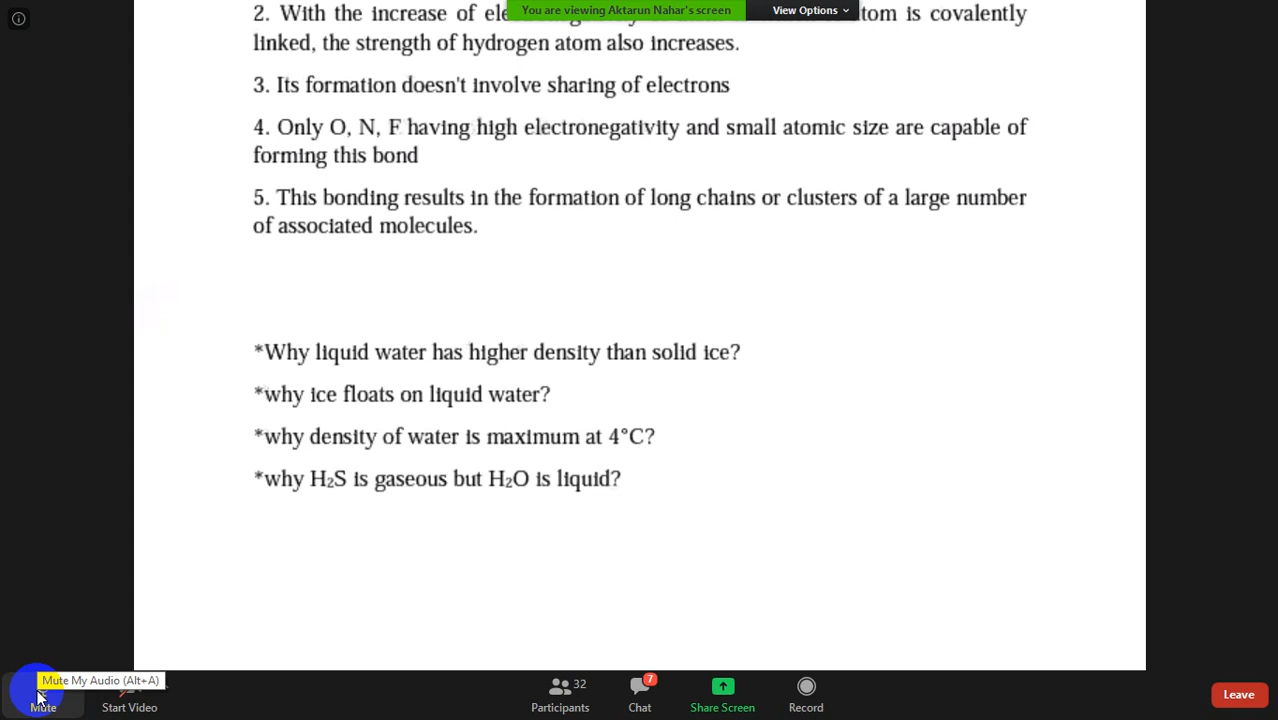 2. With the increase of
You are viewing Aktarun Nahar's screen
View Options
is covalently
linked, the strength of hydrogen atom also increases.
3. Its formation doesn't involve sharing of electrons
4. Only O, N, F having high electronegativity and small atomic size are capable of
forming this bond
5. This bonding results in the formation of long chains or clusters of a large number
of associated molecules.
*Why liquid water has higher density than solid ice?
*why ice floats on liquid water?
*why density of water is maximum at 4°C?
*why H₂S is gaseous but H₂O is liquid?
Mute My Audio (Alt+A)
Mute
Start Video
32
Participants
7
Chat
Share Screen
Record
Leave